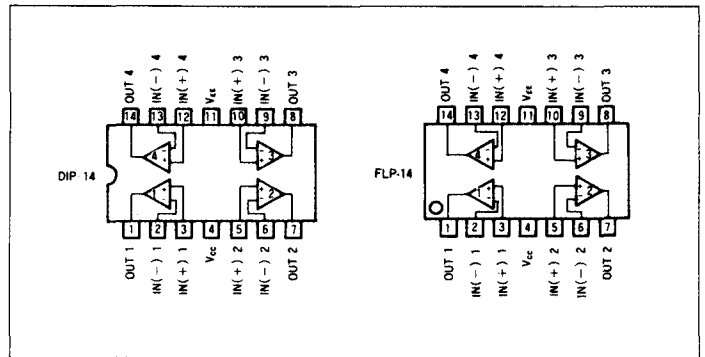 OUT 4
IN(−) 4
IN(+) 4
VEE
IN(+) 3
IN(−) 3
OUT 3
14 13 12 11 10 9 8
4
3
DIP 14
1
2
1 2 3 4 5 6 7
OUT 1
IN(−) 1
IN(+) 1
Vcc
IN(+) 2
IN(−) 2
OUT 2
OUT 4
IN(−) 4
IN(+) 4
VEE
IN(+) 3
IN(−) 3
OUT 3
14 13 12 11 10 9 8
4
3
FLP-14
1
2
1 2 3 4 5 6 7
OUT 1
IN(−) 1
IN(+) 1
Vcc
IN(+) 2
IN(−) 2
OUT 2